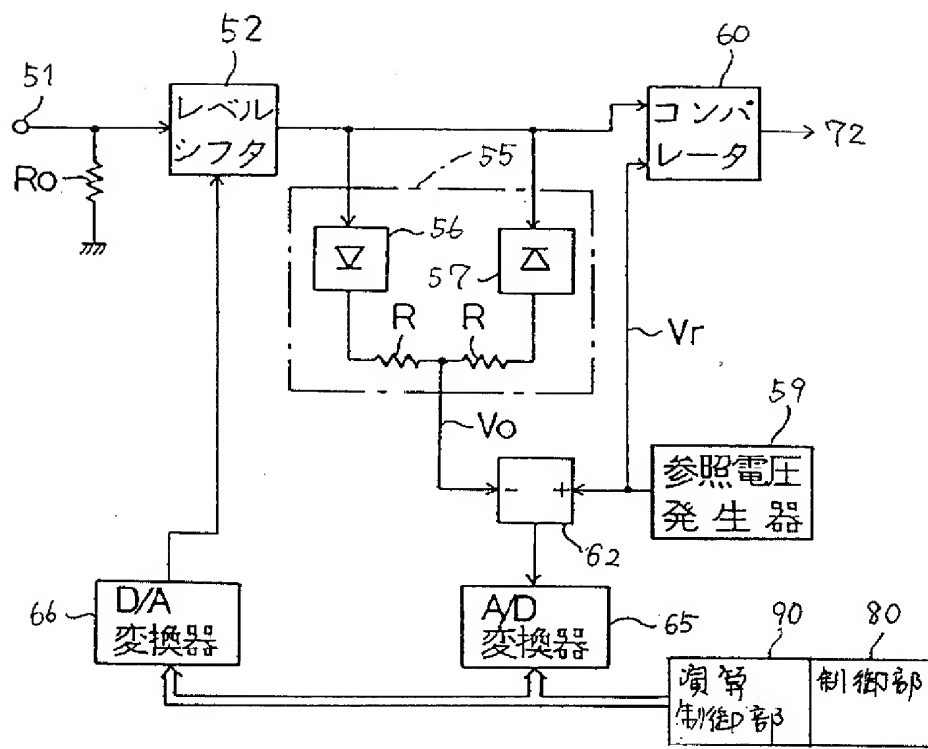 52
60
51
レベル
シフタ
コンパ
レータ
72
55
Ro
56
57
R
R
Vr
Vo
59
参照電圧
発生器
-
+
62
66
D/A
変換器
A/D
変換器
65
90
80
演算
制御部
制御部